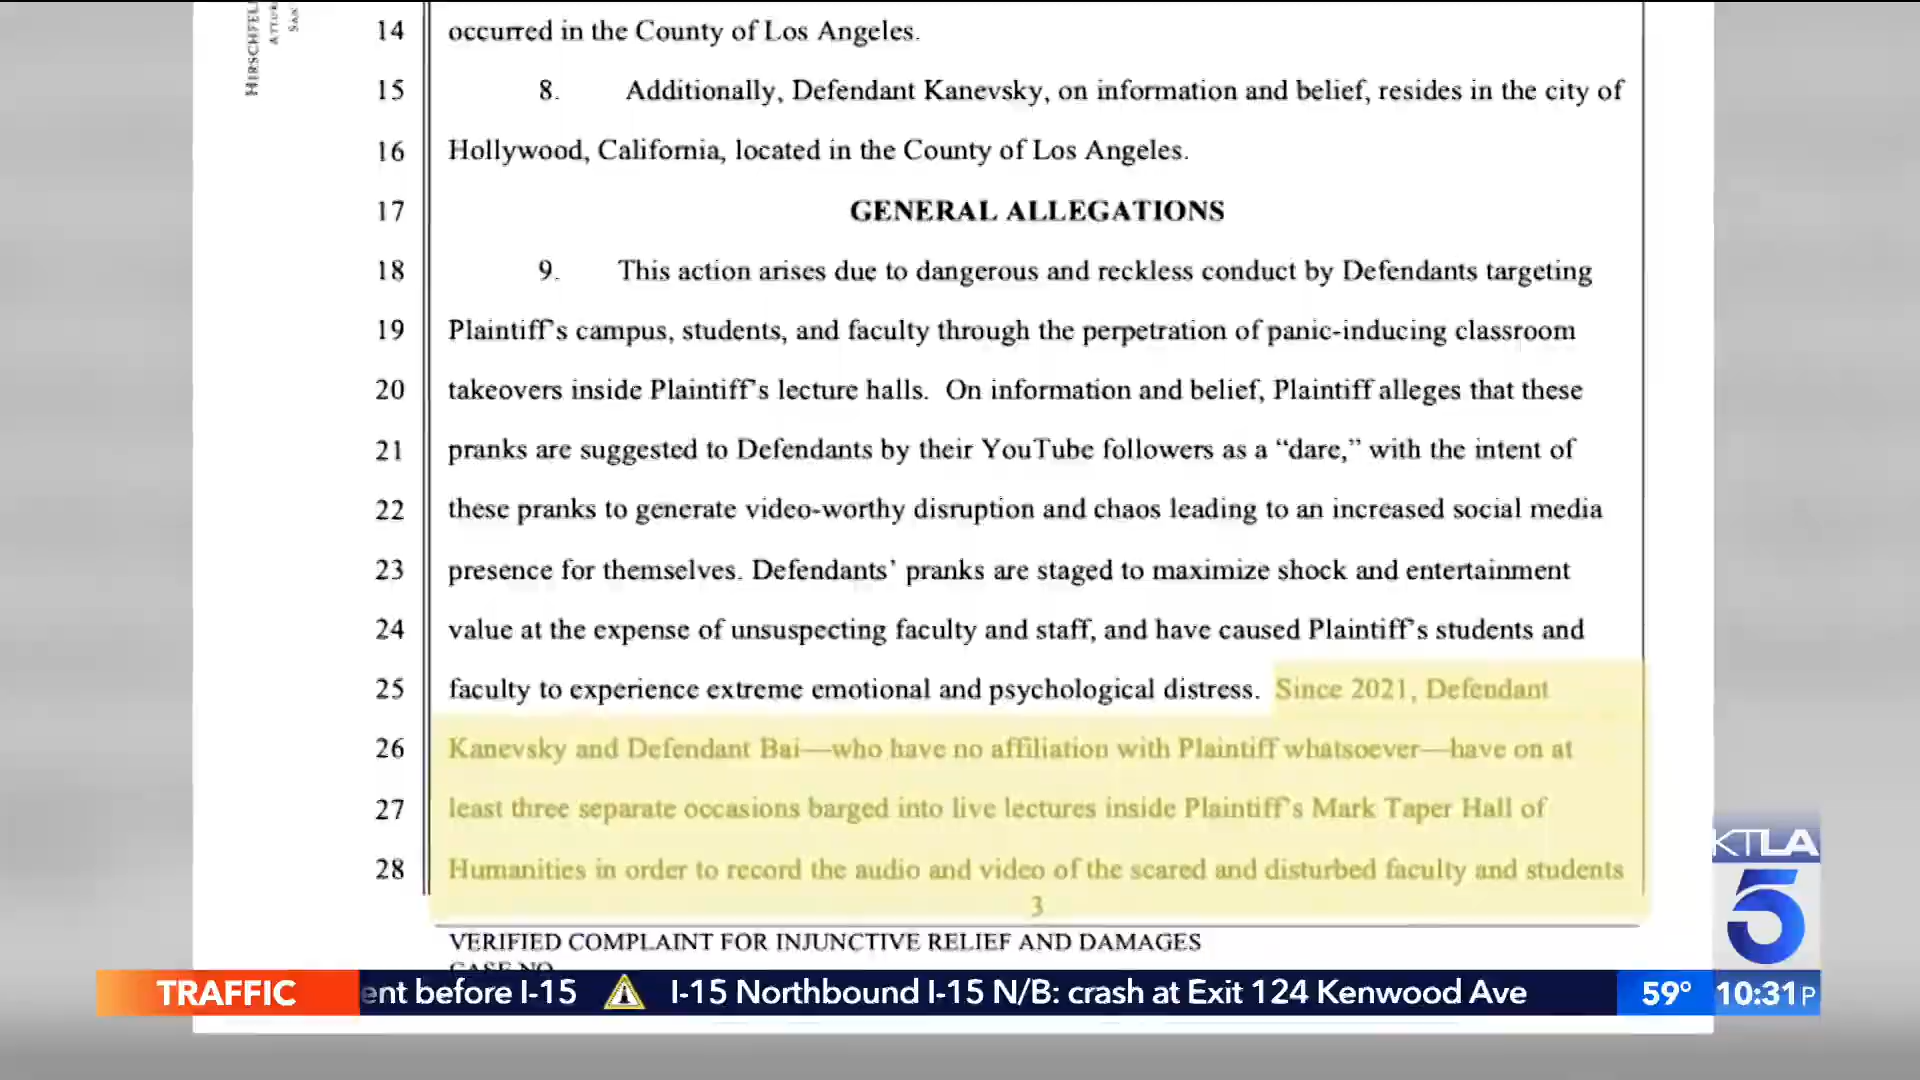 14 occurred in the County of Los Angeles.
15 8. Additionally, Defendant Kanevsky, on information and belief, resides in the city of
16 Hollywood, California, located in the County of Los Angeles.
17 GENERAL ALLEGATIONS
18 9. This action arises due to dangerous and reckless conduct by Defendants targeting
19 Plaintiff's campus, students, and faculty through the perpetration of panic-inducing classroom
20 takeovers inside Plaintiff's lecture halls. On information and belief, Plaintiff alleges that these
21 pranks are suggested to Defendants by their YouTube followers as a “dare,” with the intent of
22 these pranks to generate video-worthy disruption and chaos leading to an increased social media
23 presence for themselves. Defendants’ pranks are staged to maximize shock and entertainment
24 value at the expense of unsuspecting faculty and staff, and have caused Plaintiff's students and
25 faculty to experience extreme emotional and psychological distress. Since 2021, Defendant
26 Kanevsky and Defendant Bai—who have no affiliation with Plaintiff whatsoever—have on at
27 least three separate occasions barged into live lectures inside Plaintiff's Mark Taper Hall of
28 Humanities in order to record the audio and video of the scared and disturbed faculty and students
3
VERIFIED COMPLAINT FOR INJUNCTIVE RELIEF AND DAMAGES
CASE NO
KTLA
5
TRAFFIC ent before I-15 I-15 Northbound I-15 N/B: crash at Exit 124 Kenwood Ave 59° 10:31P